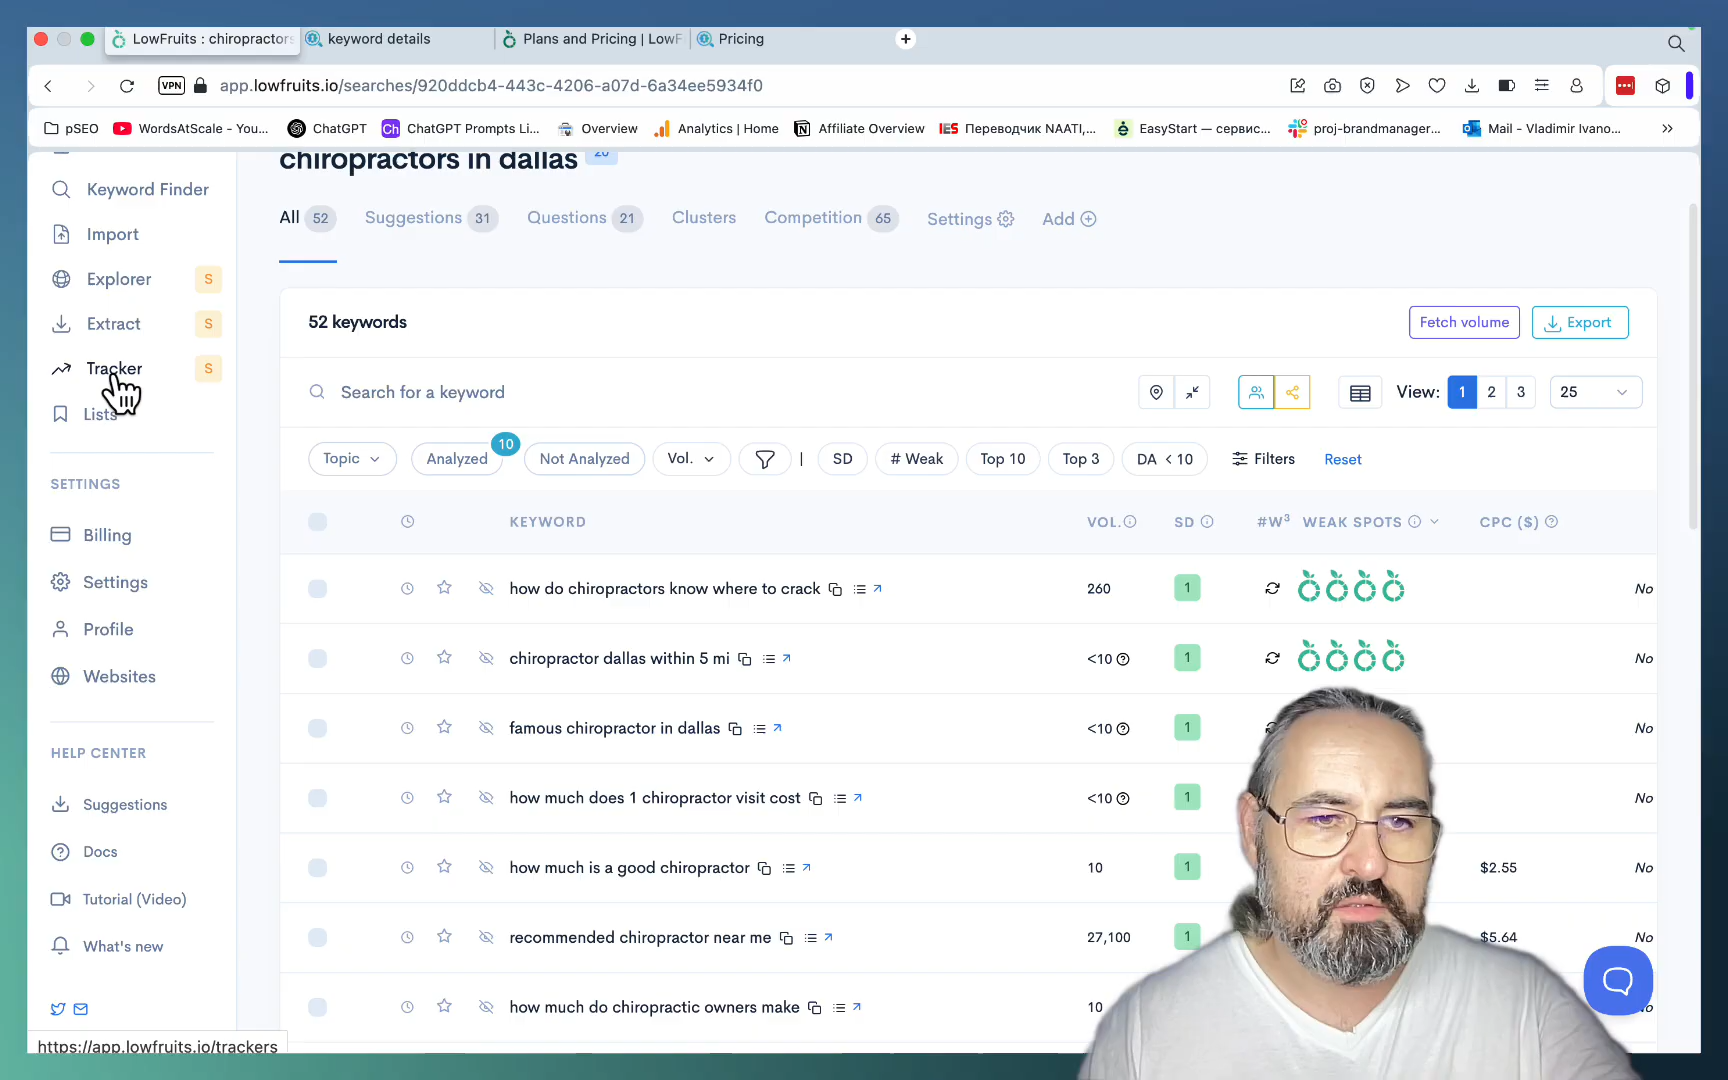 LowFruits : chiropractors
keyword details
Plans and Pricing | LowF
Pricing
VPN
app.lowfruits.io/searches/920ddcb4-443c-4206-a07d-6a34ee5934f0
pSEO
WordsAtScale - You...
ChatGPT
Ch
ChatGPT Prompts Li...
Overview
Analytics | Home
Affiliate Overview
IES
Переводчик NAATI,...
EasyStart — сервис...
proj-brandmanager...
Mail - Vladimir Ivano...
chiropractors in dallas
20
Keyword Finder
Import
Explorer S
Extract S
Tracker S
Lists
SETTINGS
Billing
Settings
Profile
Websites
HELP CENTER
Suggestions
Docs
Tutorial (Video)
What's new
https://app.lowfruits.io/trackers
All 52
Suggestions 31
Questions 21
Clusters
Competition 65
Settings
Add
52 keywords
Fetch volume
Export
Search for a keyword
View: 1 2 3
25
Topic
Analyzed 10
Not Analyzed
Vol.
|
SD
# Weak
Top 10
Top 3
DA < 10
Filters
Reset
KEYWORD VOL. SD #W³ WEAK SPOTS CPC ($)
how do chiropractors know where to crack 260 1 No
chiropractor dallas within 5 mi <10 1 No
famous chiropractor in dallas <10 1 No
how much does 1 chiropractor visit cost <10 1 No
how much is a good chiropractor 10 1 $2.55 No
recommended chiropractor near me 27,100 1 $5.64 No
how much do chiropractic owners make 10